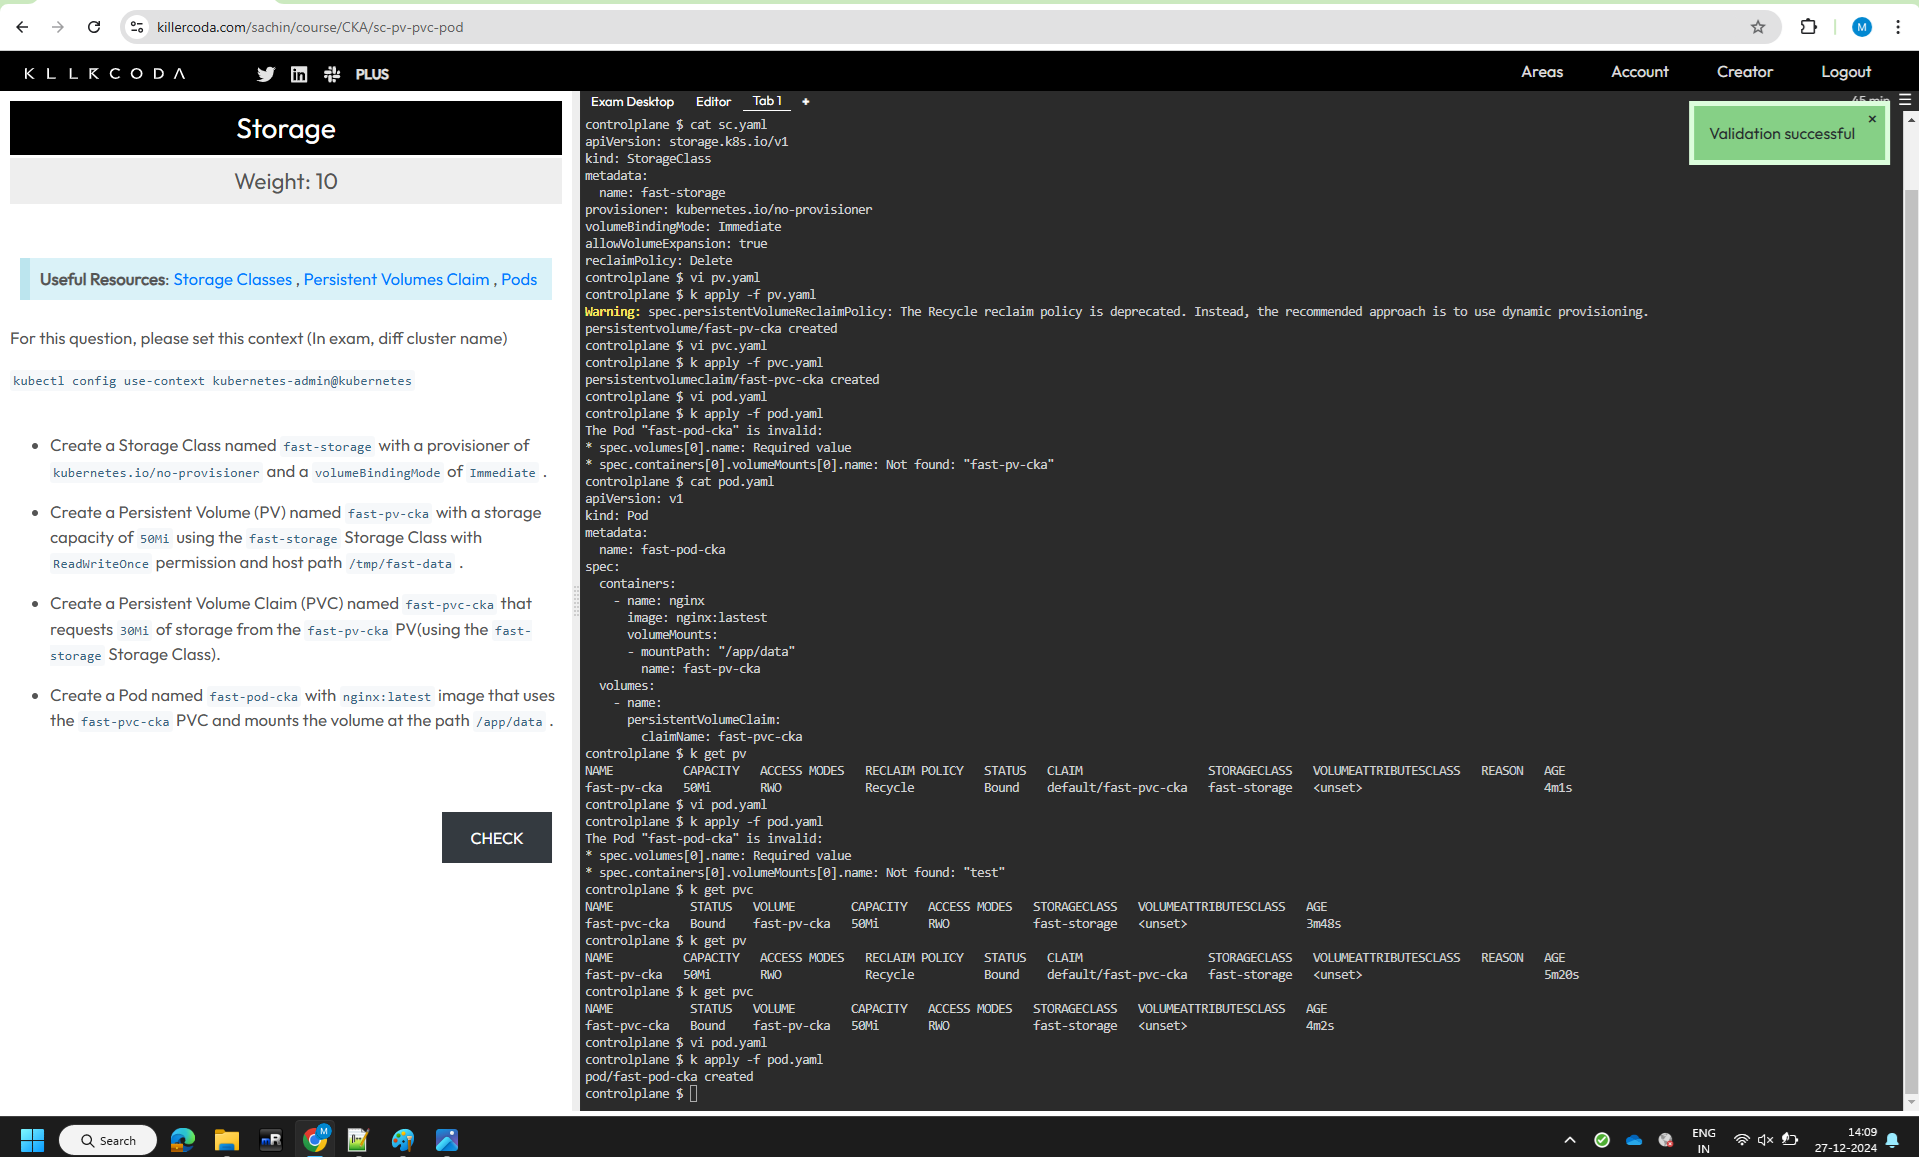 killercoda.com/sachin/course/CKA/sc-pv-pvc-pod
M
KLLRCODA
PLUS
Areas Account Creator Logout
Storage
Weight: 10
Useful Resources: Storage Classes , Persistent Volumes Claim , Pods
For this question, please set this context (In exam, diff cluster name)
kubectl config use-context kubernetes-admin@kubernetes
Create a Storage Class named fast-storage with a provisioner of
kubernetes.io/no-provisioner and a volumeBindingMode of Immediate .
Create a Persistent Volume (PV) named fast-pv-cka with a storage
capacity of 50Mi using the fast-storage Storage Class with
ReadWriteOnce permission and host path /tmp/fast-data .
Create a Persistent Volume Claim (PVC) named fast-pvc-cka that
requests 30Mi of storage from the fast-pv-cka PV(using the fast-
storage Storage Class).
Create a Pod named fast-pod-cka with nginx:latest image that uses
the fast-pvc-cka PVC and mounts the volume at the path /app/data .
CHECK
Exam Desktop Editor Tab 1 +
45 min
Validation successful
×
controlplane $ cat sc.yaml
apiVersion: storage.k8s.io/v1
kind: StorageClass
metadata:
  name: fast-storage
provisioner: kubernetes.io/no-provisioner
volumeBindingMode: Immediate
allowVolumeExpansion: true
reclaimPolicy: Delete
controlplane $ vi pv.yaml
controlplane $ k apply -f pv.yaml
Warning: spec.persistentVolumeReclaimPolicy: The Recycle reclaim policy is deprecated. Instead, the recommended approach is to use dynamic provisioning.
persistentvolume/fast-pv-cka created
controlplane $ vi pvc.yaml
controlplane $ k apply -f pvc.yaml
persistentvolumeclaim/fast-pvc-cka created
controlplane $ vi pod.yaml
controlplane $ k apply -f pod.yaml
The Pod "fast-pod-cka" is invalid:
* spec.volumes[0].name: Required value
* spec.containers[0].volumeMounts[0].name: Not found: "fast-pv-cka"
controlplane $ cat pod.yaml
apiVersion: v1
kind: Pod
metadata:
  name: fast-pod-cka
spec:
  containers:
    - name: nginx
      image: nginx:lastest
      volumeMounts:
      - mountPath: "/app/data"
        name: fast-pv-cka
  volumes:
    - name:
      persistentVolumeClaim:
        claimName: fast-pvc-cka
controlplane $ k get pv
NAME CAPACITY ACCESS MODES RECLAIM POLICY STATUS CLAIM STORAGECLASS VOLUMEATTRIBUTESCLASS REASON AGE
fast-pv-cka 50Mi RWO Recycle Bound default/fast-pvc-cka fast-storage <unset> 4m1s
controlplane $ vi pod.yaml
controlplane $ k apply -f pod.yaml
The Pod "fast-pod-cka" is invalid:
* spec.volumes[0].name: Required value
* spec.containers[0].volumeMounts[0].name: Not found: "test"
controlplane $ k get pvc
NAME STATUS VOLUME CAPACITY ACCESS MODES STORAGECLASS VOLUMEATTRIBUTESCLASS AGE
fast-pvc-cka Bound fast-pv-cka 50Mi RWO fast-storage <unset> 3m48s
controlplane $ k get pv
NAME CAPACITY ACCESS MODES RECLAIM POLICY STATUS CLAIM STORAGECLASS VOLUMEATTRIBUTESCLASS REASON AGE
fast-pv-cka 50Mi RWO Recycle Bound default/fast-pvc-cka fast-storage <unset> 5m20s
controlplane $ k get pvc
NAME STATUS VOLUME CAPACITY ACCESS MODES STORAGECLASS VOLUMEATTRIBUTESCLASS AGE
fast-pvc-cka Bound fast-pv-cka 50Mi RWO fast-storage <unset> 4m2s
controlplane $ vi pod.yaml
controlplane $ k apply -f pod.yaml
pod/fast-pod-cka created
controlplane $
Search
M
ENG
IN
14:09
27-12-2024